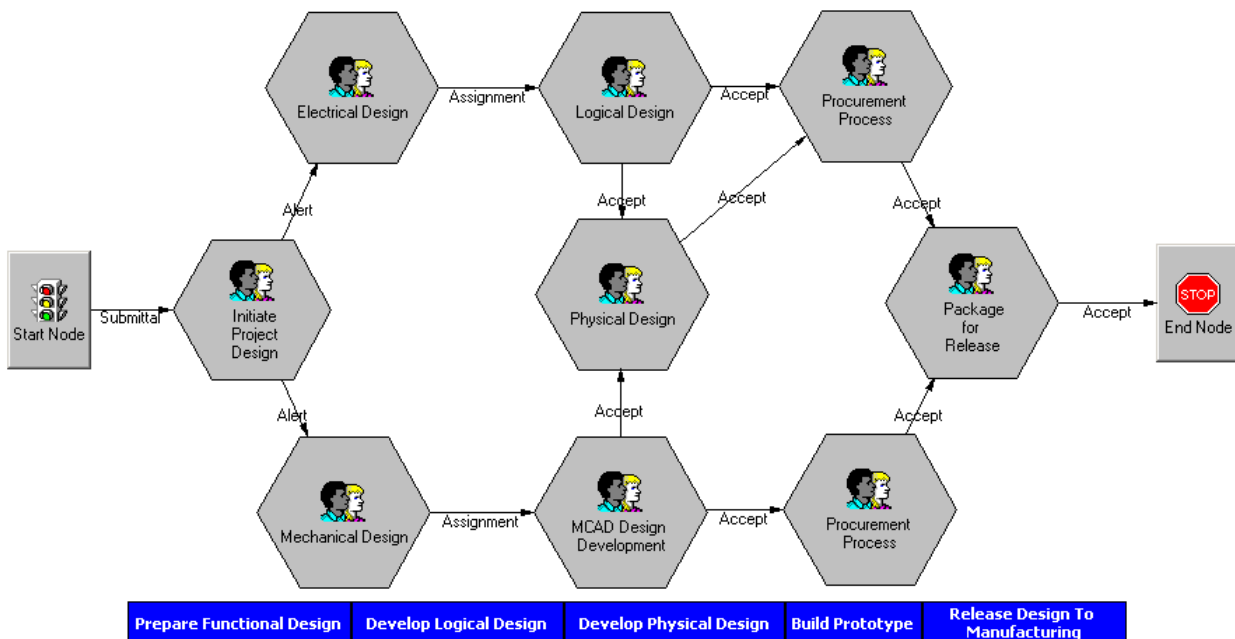 Electrical Design
Assignment
Logical Design
Accept
Procurement
Process
Alert
Accept
Accept
Accept
Start Node
Submittal
Initiate
Project
Design
Physical Design
Package
for
Release
Accept
STOP
End Node
Alert
Accept
Accept
Mechanical Design
Assignment
MCAD Design
Development
Accept
Procurement
Process
Prepare Functional Design
Develop Logical Design
Develop Physical Design
Build Prototype
Release Design To
Manufacturing